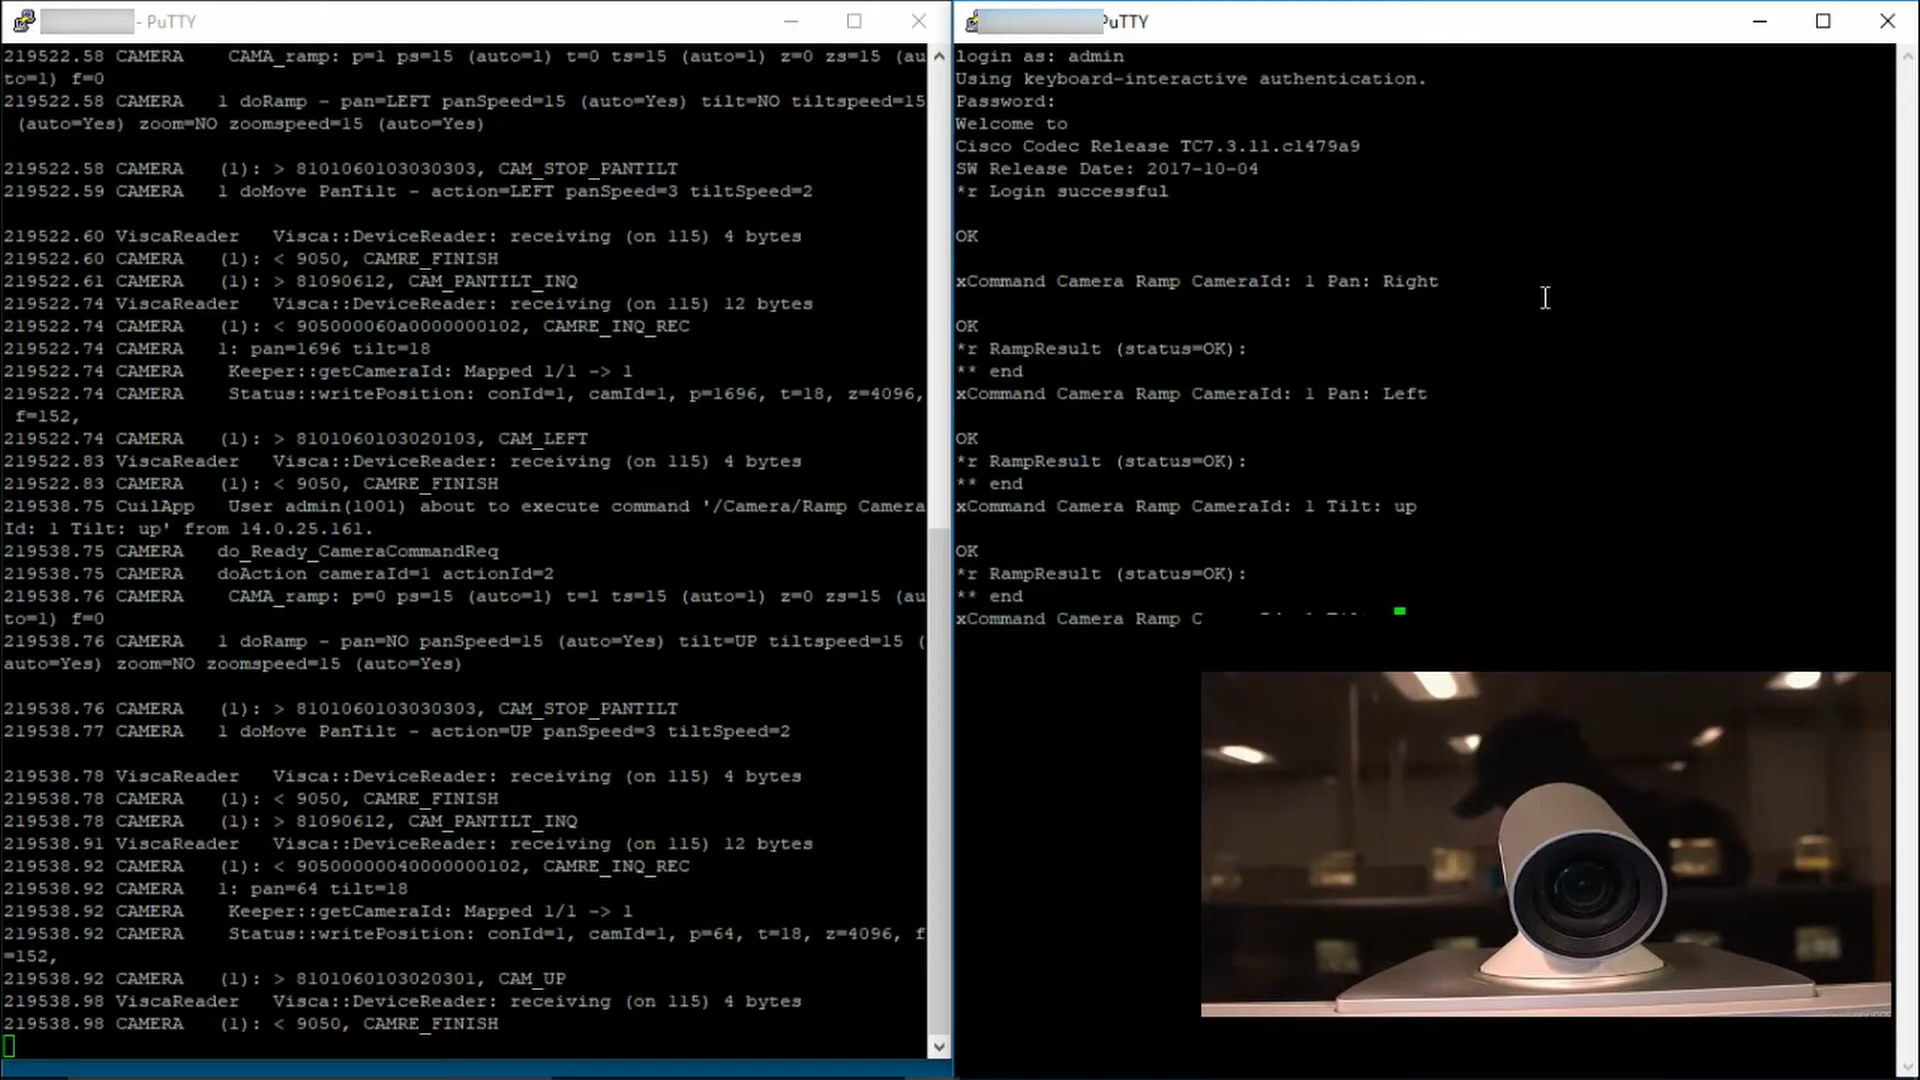 - PuTTY
219522.58 CAMERA CAMA_ramp: p=1 ps=15 (auto=1) t=0 ts=15 (auto=1) z=0 zs=15 (au
to=1) f=0
219522.58 CAMERA 1 doRamp - pan=LEFT panSpeed=15 (auto=Yes) tilt=NO tiltspeed=15
(auto=Yes) zoom=NO zoomspeed=15 (auto=Yes)
219522.58 CAMERA (1): > 8101060103030303, CAM_STOP_PANTILT
219522.59 CAMERA 1 doMove PanTilt - action=LEFT panSpeed=3 tiltSpeed=2
219522.60 ViscaReader Visca::DeviceReader: receiving (on 115) 4 bytes
219522.60 CAMERA (1): < 9050, CAMRE_FINISH
219522.61 CAMERA (1): > 81090612, CAM_PANTILT_INQ
219522.74 ViscaReader Visca::DeviceReader: receiving (on 115) 12 bytes
219522.74 CAMERA (1): < 905000060a0000000102, CAMRE_INQ_REC
219522.74 CAMERA 1: pan=1696 tilt=18
219522.74 CAMERA Keeper::getCameraId: Mapped 1/1 -> 1
219522.74 CAMERA Status::writePosition: conId=1, camId=1, p=1696, t=18, z=4096,
f=152,
219522.74 CAMERA (1): > 8101060103020103, CAM_LEFT
219522.83 ViscaReader Visca::DeviceReader: receiving (on 115) 4 bytes
219522.83 CAMERA (1): < 9050, CAMRE_FINISH
219538.75 CuilApp User admin(1001) about to execute command '/Camera/Ramp Camera
Id: 1 Tilt: up' from 14.0.25.161.
219538.75 CAMERA do_Ready_CameraCommandReq
219538.75 CAMERA doAction cameraId=1 actionId=2
219538.76 CAMERA CAMA_ramp: p=0 ps=15 (auto=1) t=1 ts=15 (auto=1) z=0 zs=15 (au
to=1) f=0
219538.76 CAMERA 1 doRamp - pan=NO panSpeed=15 (auto=Yes) tilt=UP tiltspeed=15 (
auto=Yes) zoom=NO zoomspeed=15 (auto=Yes)
219538.76 CAMERA (1): > 8101060103030303, CAM_STOP_PANTILT
219538.77 CAMERA 1 doMove PanTilt - action=UP panSpeed=3 tiltSpeed=2
219538.78 ViscaReader Visca::DeviceReader: receiving (on 115) 4 bytes
219538.78 CAMERA (1): < 9050, CAMRE_FINISH
219538.78 CAMERA (1): > 81090612, CAM_PANTILT_INQ
219538.91 ViscaReader Visca::DeviceReader: receiving (on 115) 12 bytes
219538.92 CAMERA (1): < 90500000040000000102, CAMRE_INQ_REC
219538.92 CAMERA 1: pan=64 tilt=18
219538.92 CAMERA Keeper::getCameraId: Mapped 1/1 -> 1
219538.92 CAMERA Status::writePosition: conId=1, camId=1, p=64, t=18, z=4096, f
=152,
219538.92 CAMERA (1): > 8101060103020301, CAM_UP
219538.98 ViscaReader Visca::DeviceReader: receiving (on 115) 4 bytes
219538.98 CAMERA (1): < 9050, CAMRE_FINISH
PuTTY
login as: admin
Using keyboard-interactive authentication.
Password:
Welcome to
Cisco Codec Release TC7.3.11.c1479a9
SW Release Date: 2017-10-04
*r Login successful
OK
xCommand Camera Ramp CameraId: 1 Pan: Right
OK
*r RampResult (status=OK):
** end
xCommand Camera Ramp CameraId: 1 Pan: Left
OK
*r RampResult (status=OK):
** end
xCommand Camera Ramp CameraId: 1 Tilt: up
OK
*r RampResult (status=OK):
** end
xCommand Camera Ramp C